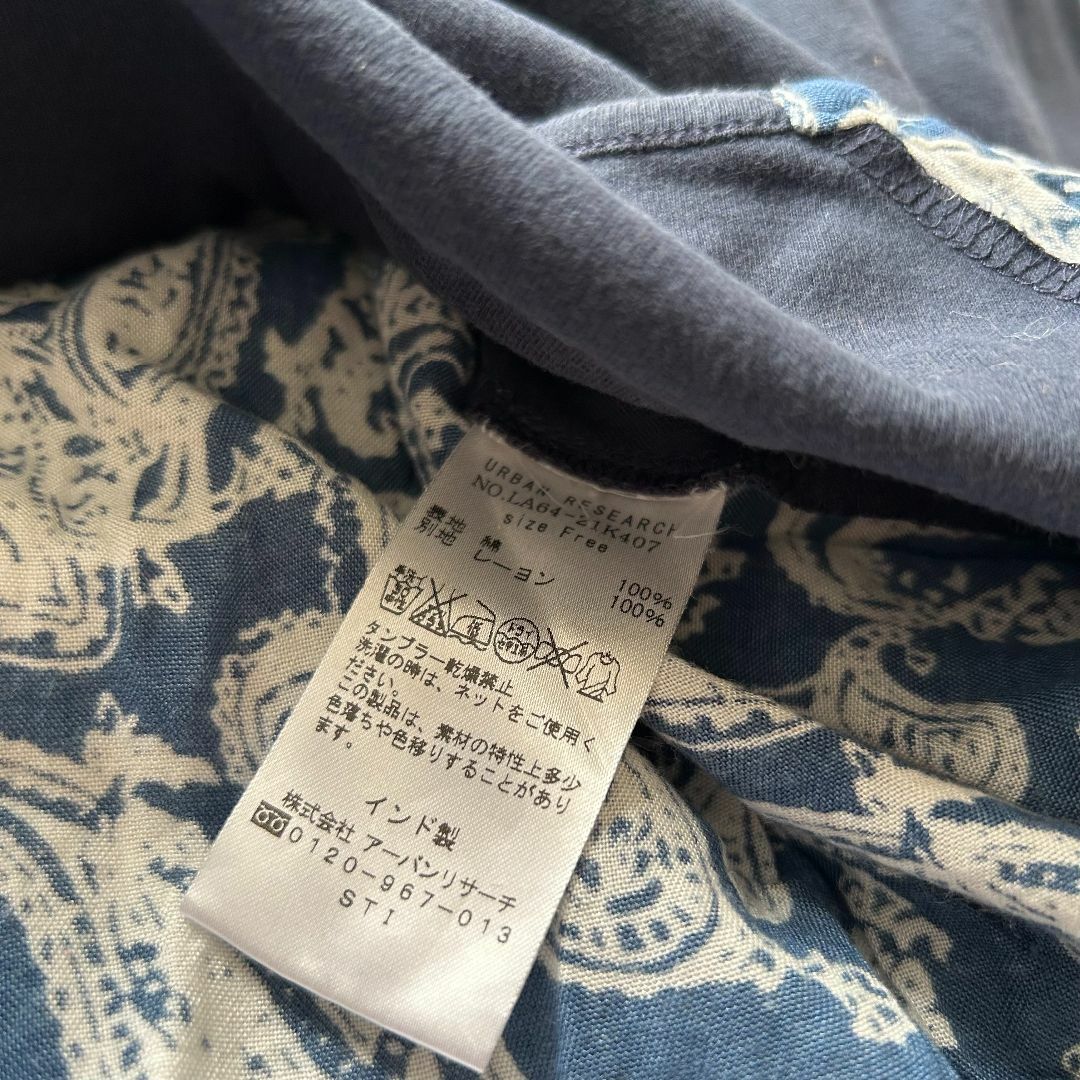 URBAN RESEARCH
NO.LA64-21K407
size Free
表地 綿 100%
別地 レーヨン 100%
タンブラー乾燥禁止
洗濯の時は、ネットをご使用く
ださい。
この製品は、素材の特性上多少
色落ちや色移りすることがあり
ます。
インド製
株式会社 アーバンリサーチ
0120-967-013
STI